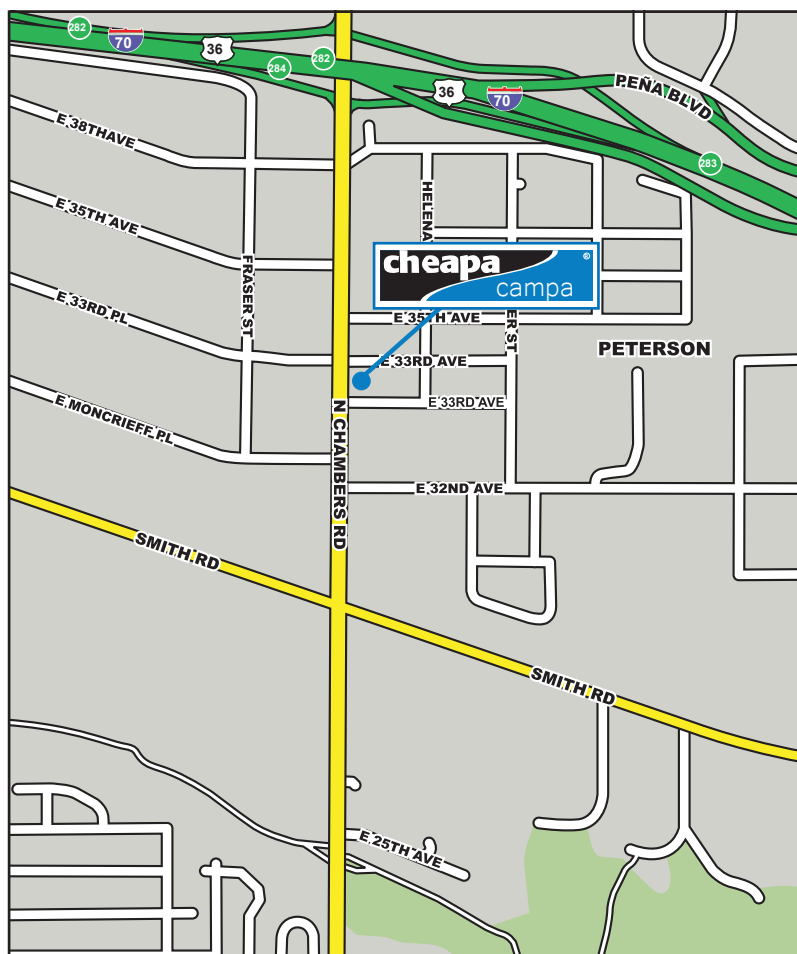 282
70
36
284
282
36
70
PEÑA BLVD
283
E 38TH AVE
E 35TH AVE
HELENA
FRASER ST
cheapa
campa
®
E 33RD PL
E 35TH AVE
ER ST
PETERSON
E 33RD AVE
E MONCRIEFF PL
E 33RD AVE
N CHAMBERS RD
E 32ND AVE
SMITH RD
SMITH RD
E 25TH AVE